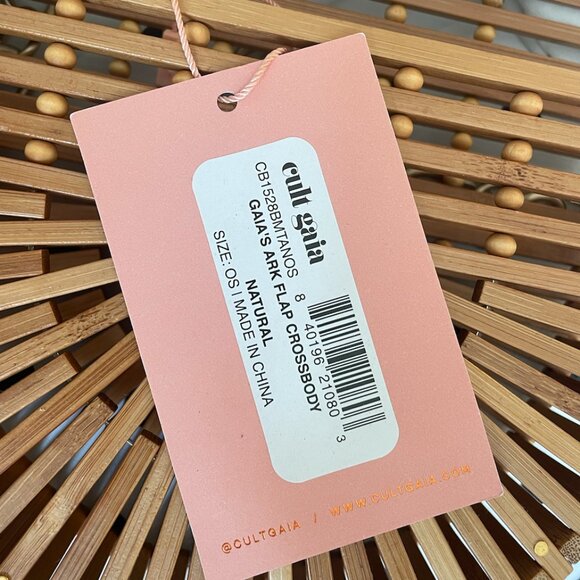 cult gaia
CB1528BMTANOS
GAIA'S ARK FLAP CROSSBODY
NATURAL
SIZE: OS | MADE IN CHINA
8 40196 21080 3
@CULTGAIA / WWW.CULTGAIA.COM